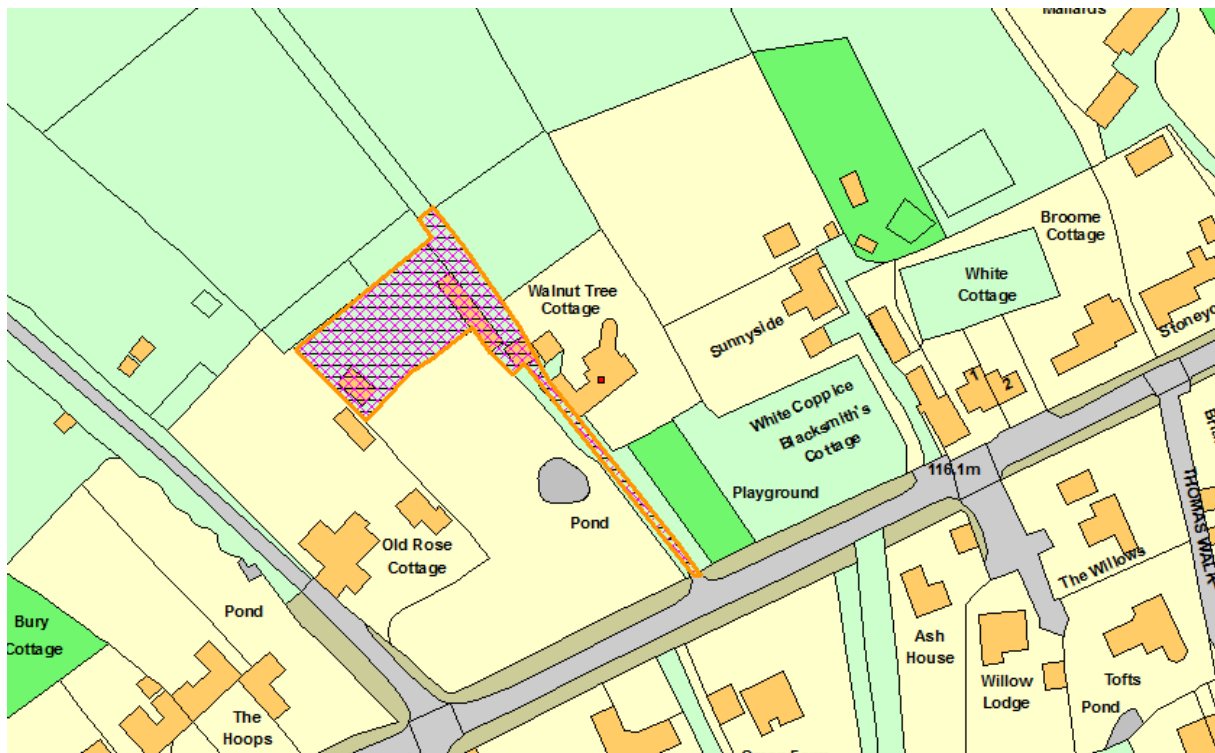 Mallards
Broome
Cottage
White
Cottage
Walnut Tree
Cottage
Sunnyside
Stoneyc
1
2
White Coppice
Blacksmith's
Cottage
116.1m
Playground
THOMAS WALK
Pond
Old Rose
Cottage
The Willows
Pond
Bury
Cottage
Ash
House
Willow
Lodge
Tofts
Pond
The
Hoops